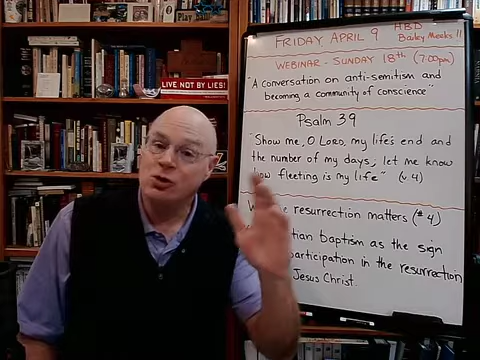 LIVE NOT BY LIES!
FRIDAY APRIL 9 HBD
Bailey Meeks !!
WEBINAR - SUNDAY 18th (7:00pm)
"A conversation on anti-semitism and
becoming a community of conscience"
Psalm 39
"Show me, O LORD, my life's end and
the number of my days; let me know
how fleeting is my life" (v. 4)
resurrection matters (#4)
baptism as the sign
participation in the resurrection
Jesus Christ.